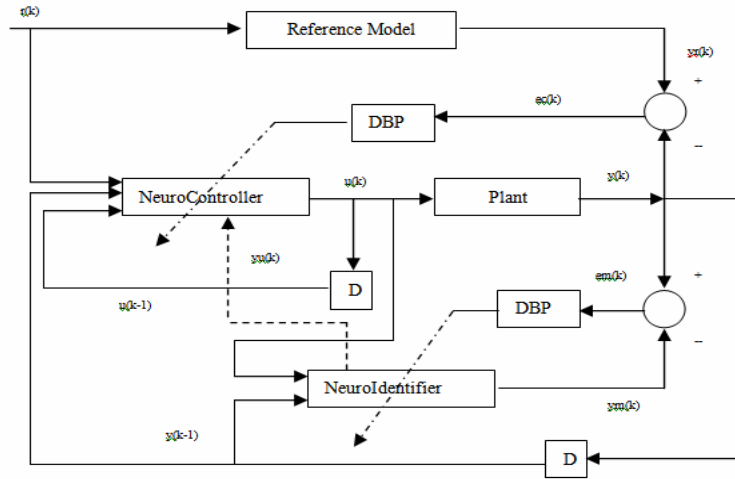 r(k)
Reference Model
yr(k)
+
ec(k)
DBP
–
u(k)
y(k)
NeuroController
Plant
yu(k)
em(k)
+
D
u(k-1)
DBP
–
NeuroIdentifier
ym(k)
y(k-1)
D